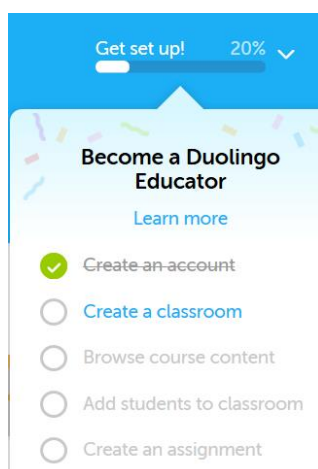 Get set up! 20%
Become a Duolingo
Educator
Learn more
Create an account
Create a classroom
Browse course content
Add students to classroom
Create an assignment